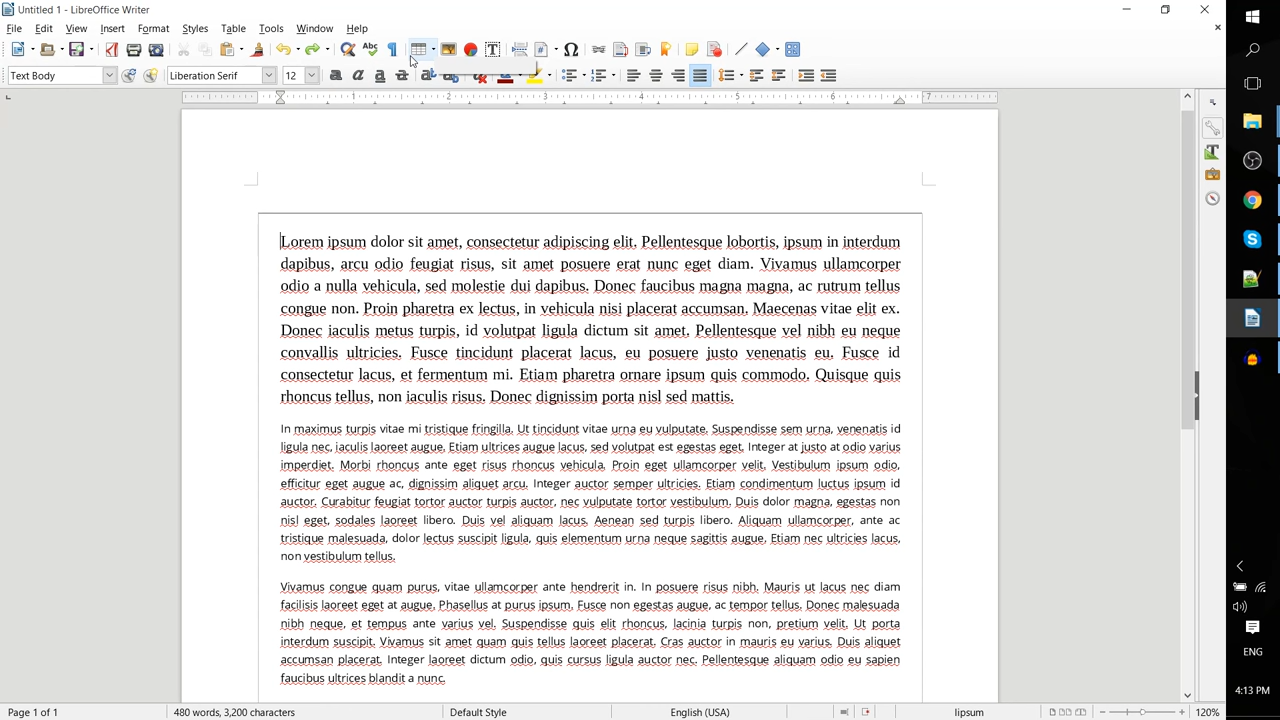 Untitled 1 - LibreOffice Writer
File Edit View Insert Format Styles Table Tools Window Help
Text Body Liberation Serif 12
1 2 3 4 5 6 7
Lorem ipsum dolor sit amet, consectetur adipiscing elit. Pellentesque lobortis, ipsum in interdum
dapibus, arcu odio feugiat risus, sit amet posuere erat nunc eget diam. Vivamus ullamcorper
odio a nulla vehicula, sed molestie dui dapibus. Donec faucibus magna magna, ac rutrum tellus
congue non. Proin pharetra ex lectus, in vehicula nisi placerat accumsan. Maecenas vitae elit ex.
Donec iaculis metus turpis, id volutpat ligula dictum sit amet. Pellentesque vel nibh eu neque
convallis ultricies. Fusce tincidunt placerat lacus, eu posuere justo venenatis eu. Fusce id
consectetur lacus, et fermentum mi. Etiam pharetra ornare ipsum quis commodo. Quisque quis
rhoncus tellus, non iaculis risus. Donec dignissim porta nisl sed mattis.
In maximus turpis vitae mi tristique fringilla. Ut tincidunt vitae urna eu vulputate. Suspendisse sem urna, venenatis id
ligula nec, iaculis laoreet augue. Etiam ultrices augue lacus, sed volutpat est egestas eget. Integer at justo at odio varius
imperdiet. Morbi rhoncus ante eget risus rhoncus vehicula. Proin eget ullamcorper velit. Vestibulum ipsum odio,
efficitur eget augue ac, dignissim aliquet arcu. Integer auctor semper ultricies. Etiam condimentum luctus ipsum id
auctor. Curabitur feugiat tortor auctor turpis auctor, nec vulputate tortor vestibulum. Duis dolor magna, egestas non
nisl eget, sodales laoreet libero. Duis vel aliquam lacus. Aenean sed turpis libero. Aliquam ullamcorper, ante ac
tristique malesuada, dolor lectus suscipit ligula, quis elementum urna neque sagittis augue. Etiam nec ultricies lacus,
non vestibulum tellus.
Vivamus congue quam purus, vitae ullamcorper ante hendrerit in. In posuere risus nibh. Mauris ut lacus nec diam
facilisis laoreet eget at augue. Phasellus at purus ipsum. Fusce non egestas augue, ac tempor tellus. Donec malesuada
nibh neque, et tempus ante varius vel. Suspendisse quis elit rhoncus, lacinia turpis non, pretium velit. Ut porta
interdum suscipit. Vivamus sit amet quam quis tellus laoreet placerat. Cras auctor in mauris eu varius. Duis aliquet
accumsan placerat. Integer laoreet dictum odio, quis cursus ligula auctor nec. Pellentesque aliquam odio eu sapien
faucibus ultrices blandit a nunc.
ENG
4:13 PM
Page 1 of 1 480 words, 3,200 characters Default Style English (USA) lipsum 120%